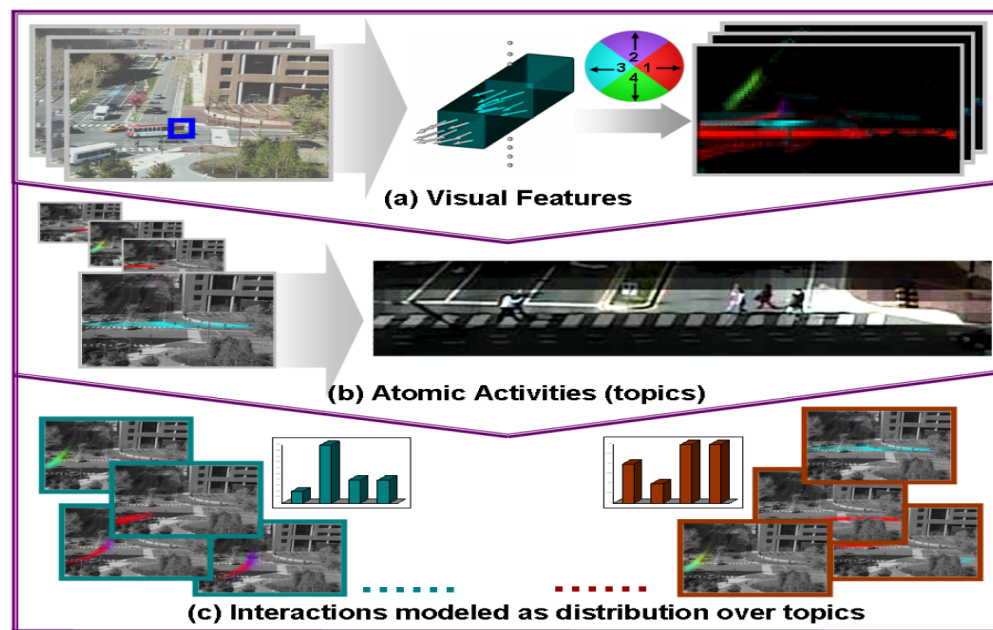 2
3 1
4
(a) Visual Features
(b) Atomic Activities (topics)
(c) Interactions modeled as distribution over topics